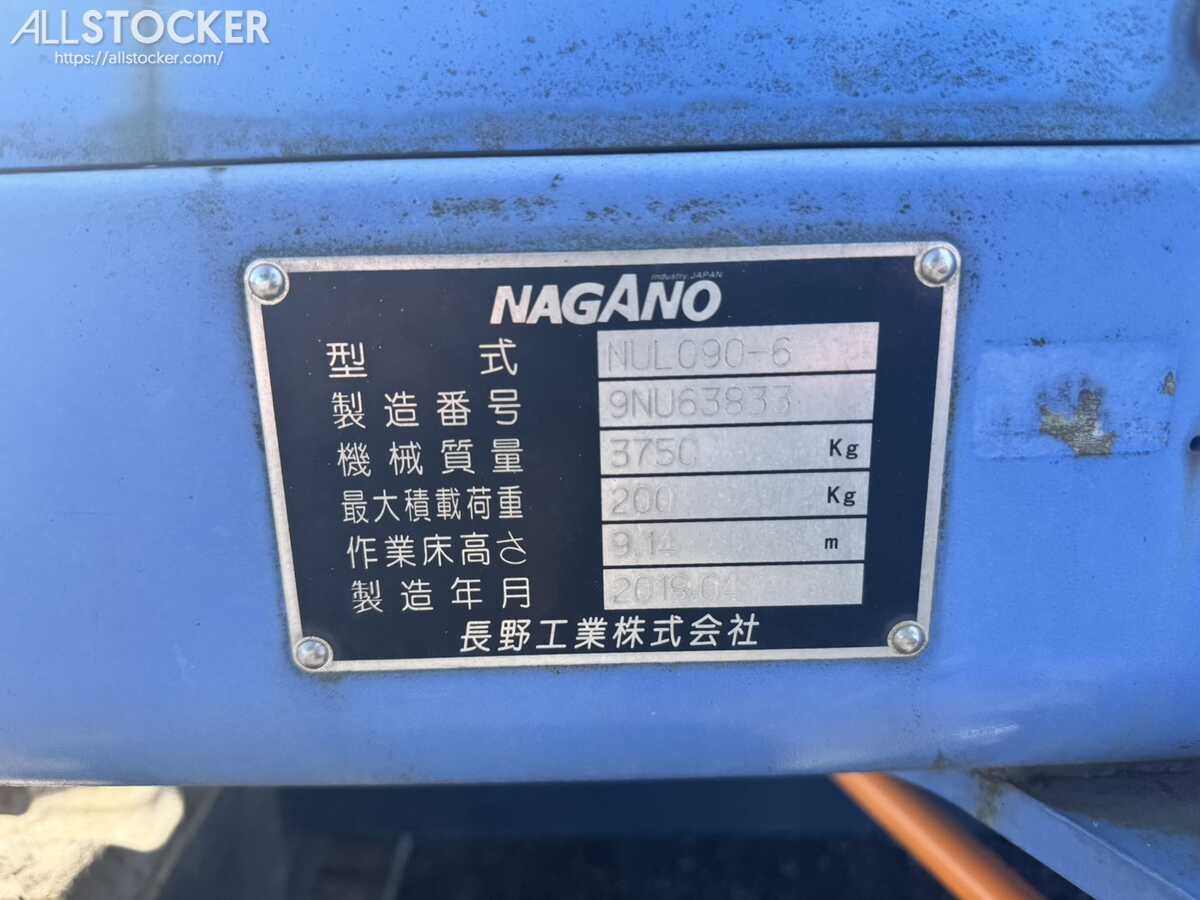 ALLSTOCKER
https://allstocker.com/
Industry, JAPAN
NAGANO
型式 NUL090-6
製造番号 9NU63833
機械質量 3750 Kg
最大積載荷重 200 Kg
作業床高さ 9.14 m
製造年月 2018.04
長野工業株式会社